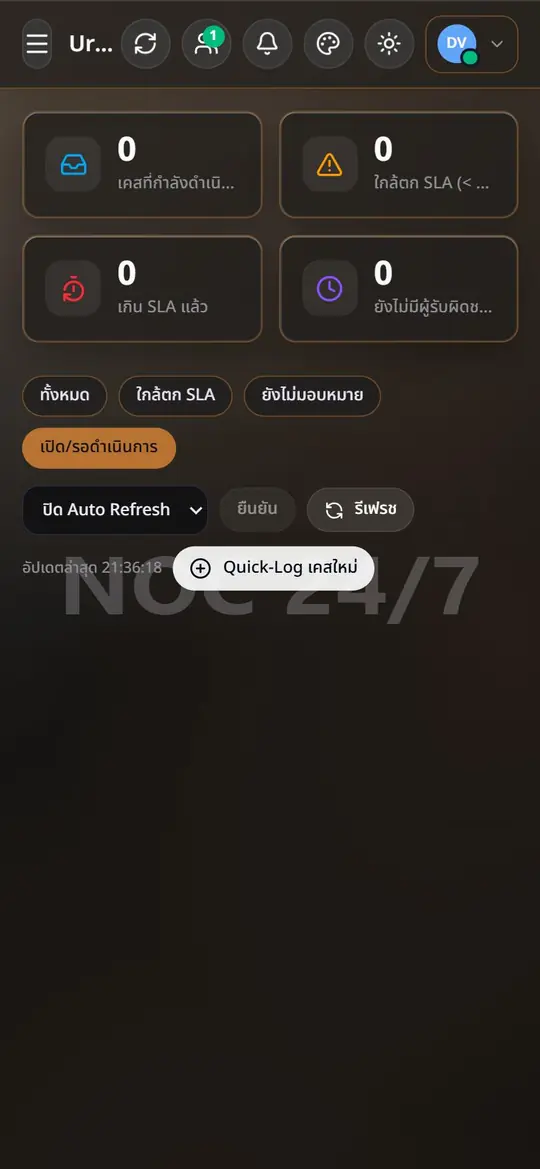 Ur...
1
DV
0
เคสที่กำลังดำเนิ...
0
ใกล้ตก SLA (< ...
0
เกิน SLA แล้ว
0
ยังไม่มีผู้รับผิดช...
ทั้งหมด
ใกล้ตก SLA
ยังไม่มอบหมาย
เปิด/รอดำเนินการ
ปิด Auto Refresh
ยืนยัน
รีเฟรช
อัปเดตล่าสุด 21:36:18
Quick-Log เคสใหม่
NOC 24/7